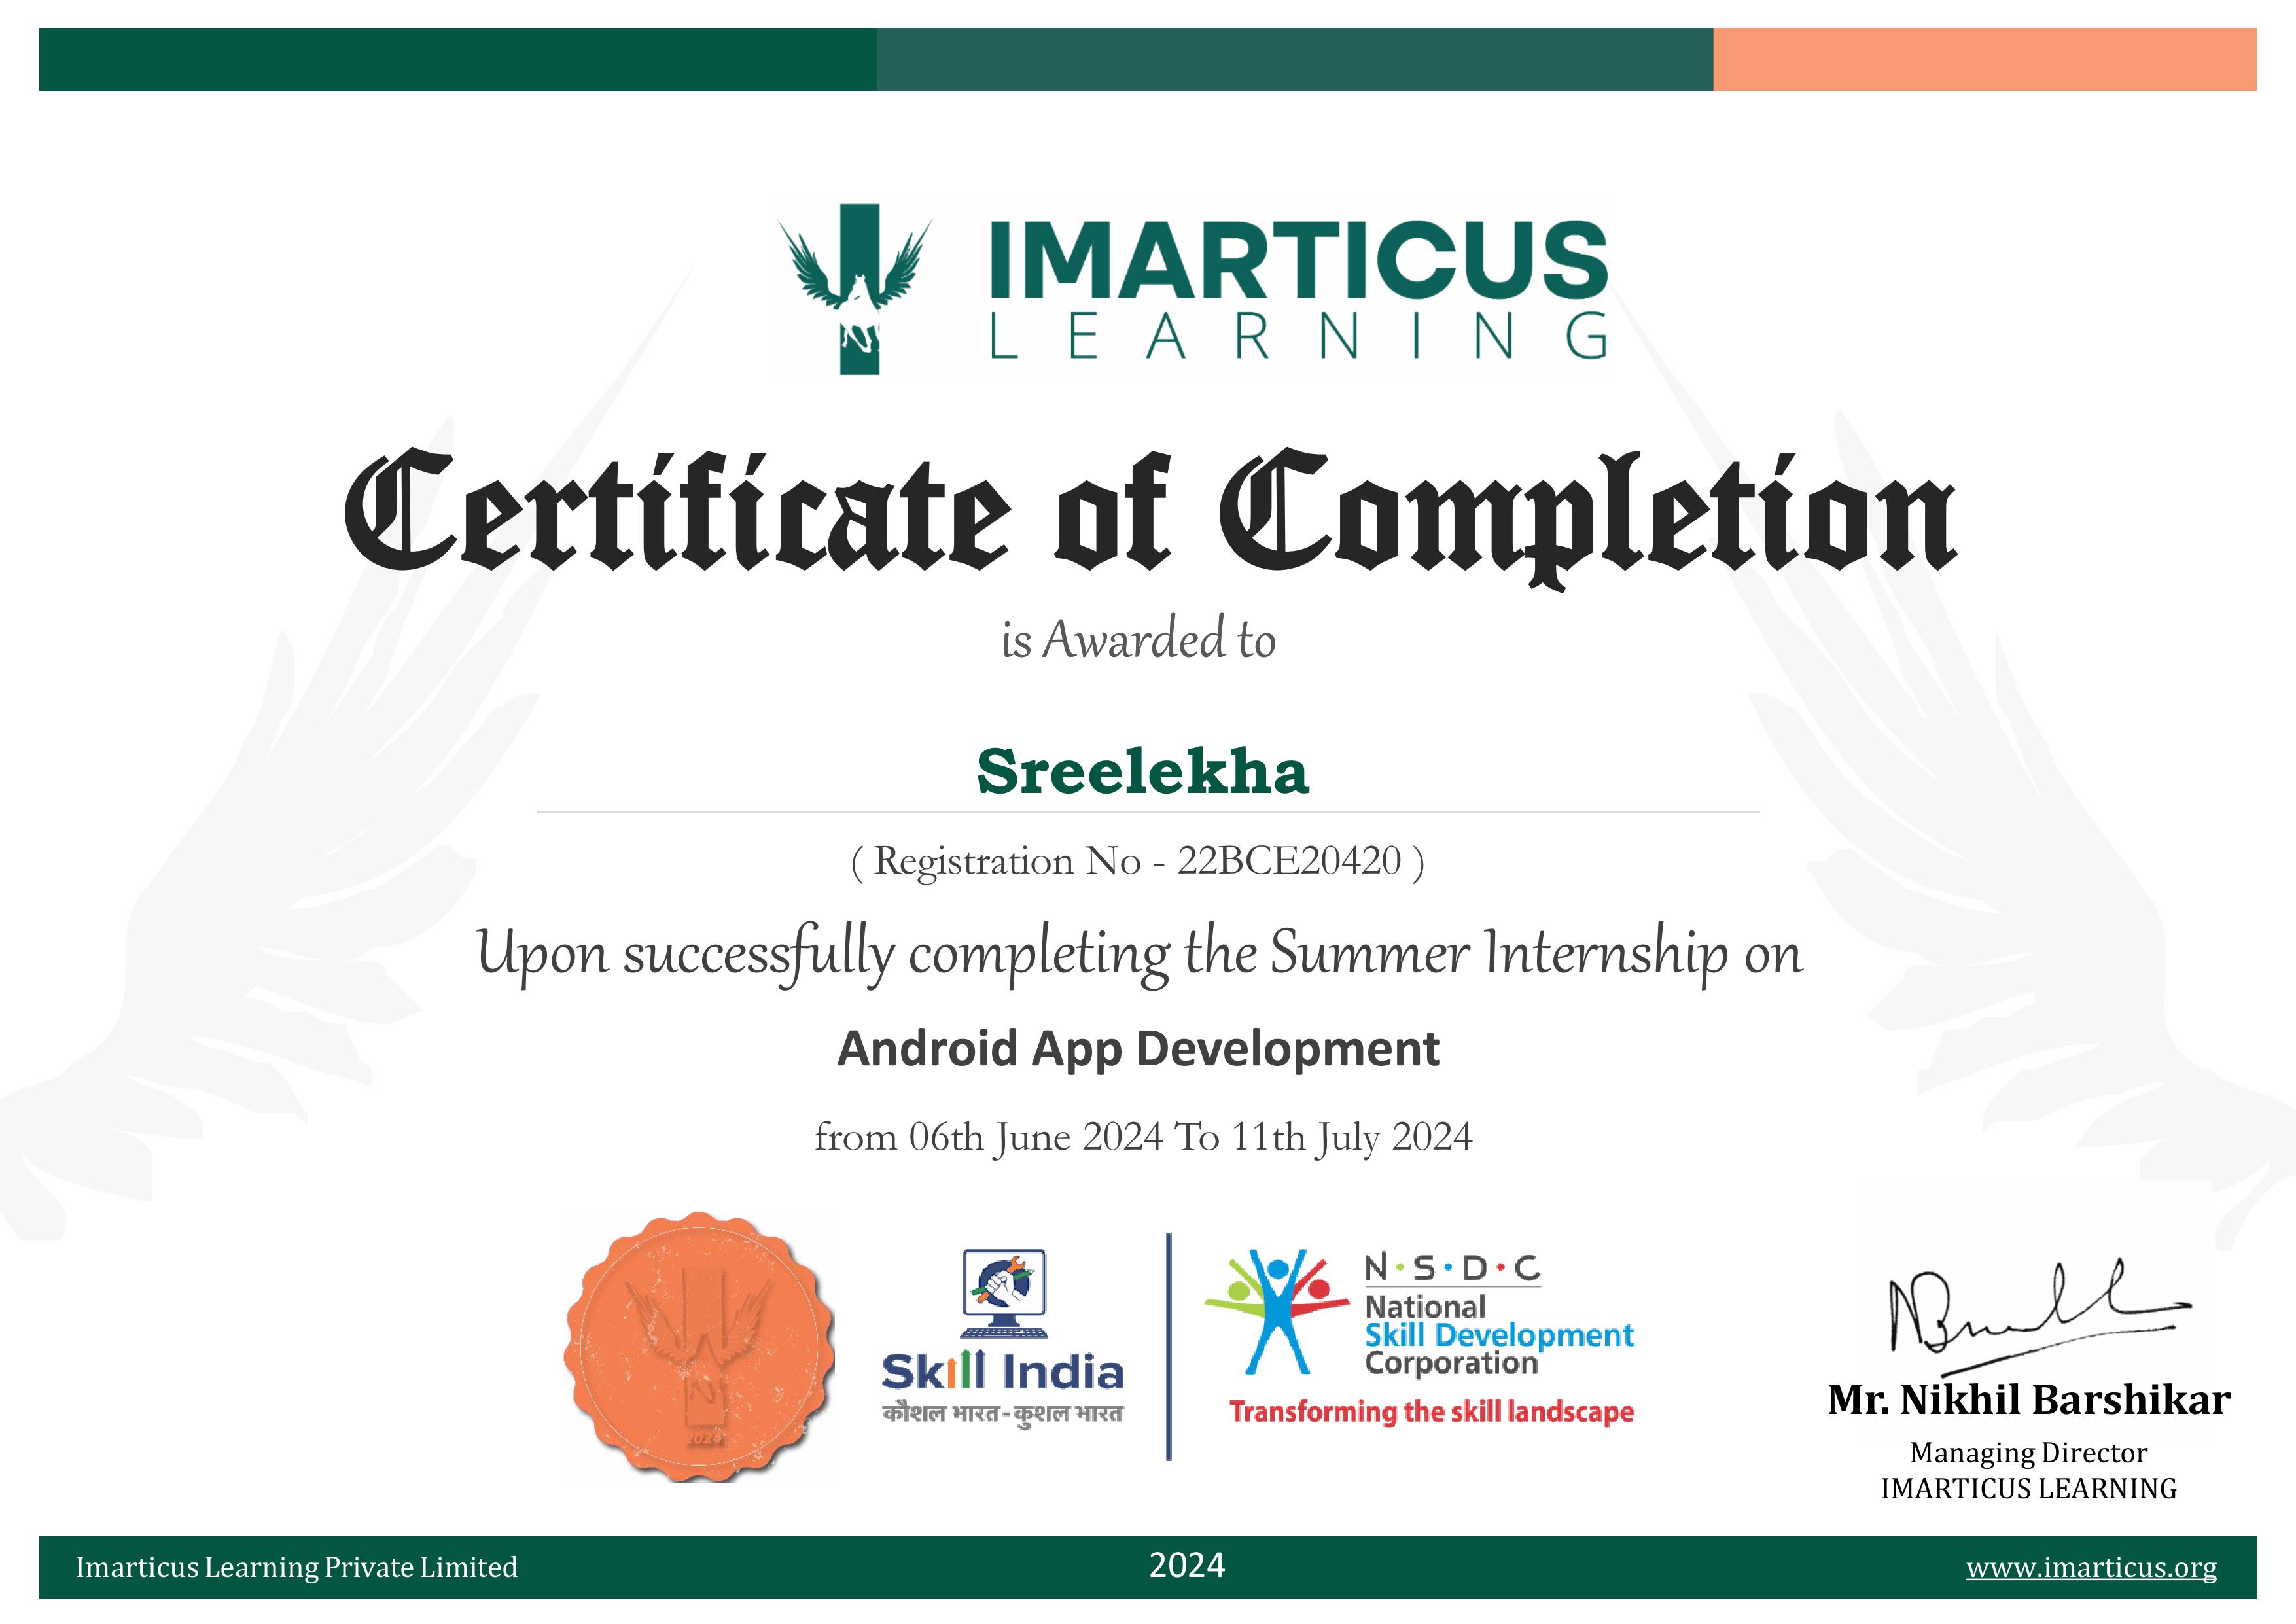 IMARTICUS
LEARNING
Certificate of Completion
is Awarded to
Sreelekha
( Registration No - 22BCE20420 )
Upon successfully completing the Summer Internship on
Android App Development
from 06th June 2024 To 11th July 2024
2024
Skill India
कौशल भारत - कुशल भारत
N·S·D·C
National
Skill Development
Corporation
Transforming the skill landscape
Mr. Nikhil Barshikar
Managing Director
IMARTICUS LEARNING
Imarticus Learning Private Limited
2024
www.imarticus.org